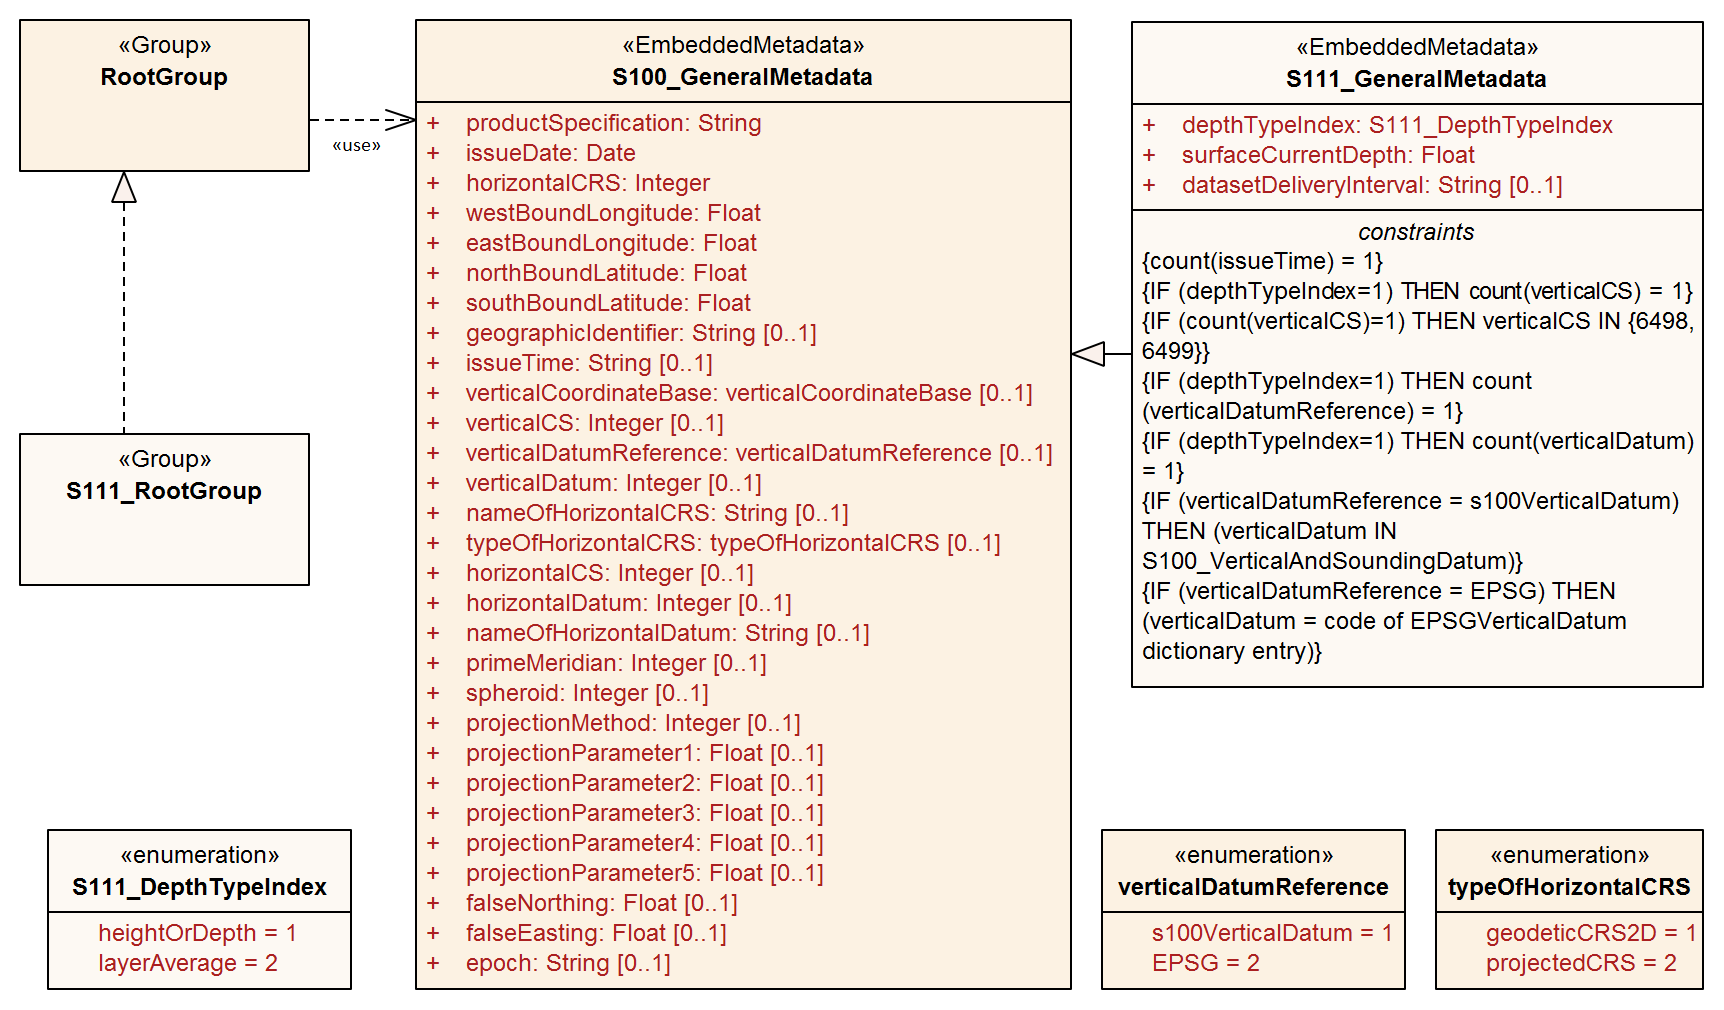 «Group»
RootGroup
«use»
«Group»
S111_RootGroup
«EmbeddedMetadata»
S100_GeneralMetadata
+ productSpecification: String
+ issueDate: Date
+ horizontalCRS: Integer
+ westBoundLongitude: Float
+ eastBoundLongitude: Float
+ northBoundLatitude: Float
+ southBoundLatitude: Float
+ geographicIdentifier: String [0..1]
+ issueTime: String [0..1]
+ verticalCoordinateBase: verticalCoordinateBase [0..1]
+ verticalCS: Integer [0..1]
+ verticalDatumReference: verticalDatumReference [0..1]
+ verticalDatum: Integer [0..1]
+ nameOfHorizontalCRS: String [0..1]
+ typeOfHorizontalCRS: typeOfHorizontalCRS [0..1]
+ horizontalCS: Integer [0..1]
+ horizontalDatum: Integer [0..1]
+ nameOfHorizontalDatum: String [0..1]
+ primeMeridian: Integer [0..1]
+ spheroid: Integer [0..1]
+ projectionMethod: Integer [0..1]
+ projectionParameter1: Float [0..1]
+ projectionParameter2: Float [0..1]
+ projectionParameter3: Float [0..1]
+ projectionParameter4: Float [0..1]
+ projectionParameter5: Float [0..1]
+ falseNorthing: Float [0..1]
+ falseEasting: Float [0..1]
+ epoch: String [0..1]
«EmbeddedMetadata»
S111_GeneralMetadata
+ depthTypeIndex: S111_DepthTypeIndex
+ surfaceCurrentDepth: Float
+ datasetDeliveryInterval: String [0..1]
constraints
{count(issueTime) = 1}
{IF (depthTypeIndex=1) THEN count(verticalCS) = 1}
{IF (count(verticalCS)=1) THEN verticalCS IN {6498,
6499}}
{IF (depthTypeIndex=1) THEN count
(verticalDatumReference) = 1}
{IF (depthTypeIndex=1) THEN count(verticalDatum)
= 1}
{IF (verticalDatumReference = s100VerticalDatum)
THEN (verticalDatum IN
S100_VerticalAndSoundingDatum)}
{IF (verticalDatumReference = EPSG) THEN
(verticalDatum = code of EPSGVerticalDatum
dictionary entry)}
«enumeration»
S111_DepthTypeIndex
heightOrDepth = 1
layerAverage = 2
«enumeration»
verticalDatumReference
s100VerticalDatum = 1
EPSG = 2
«enumeration»
typeOfHorizontalCRS
geodeticCRS2D = 1
projectedCRS = 2